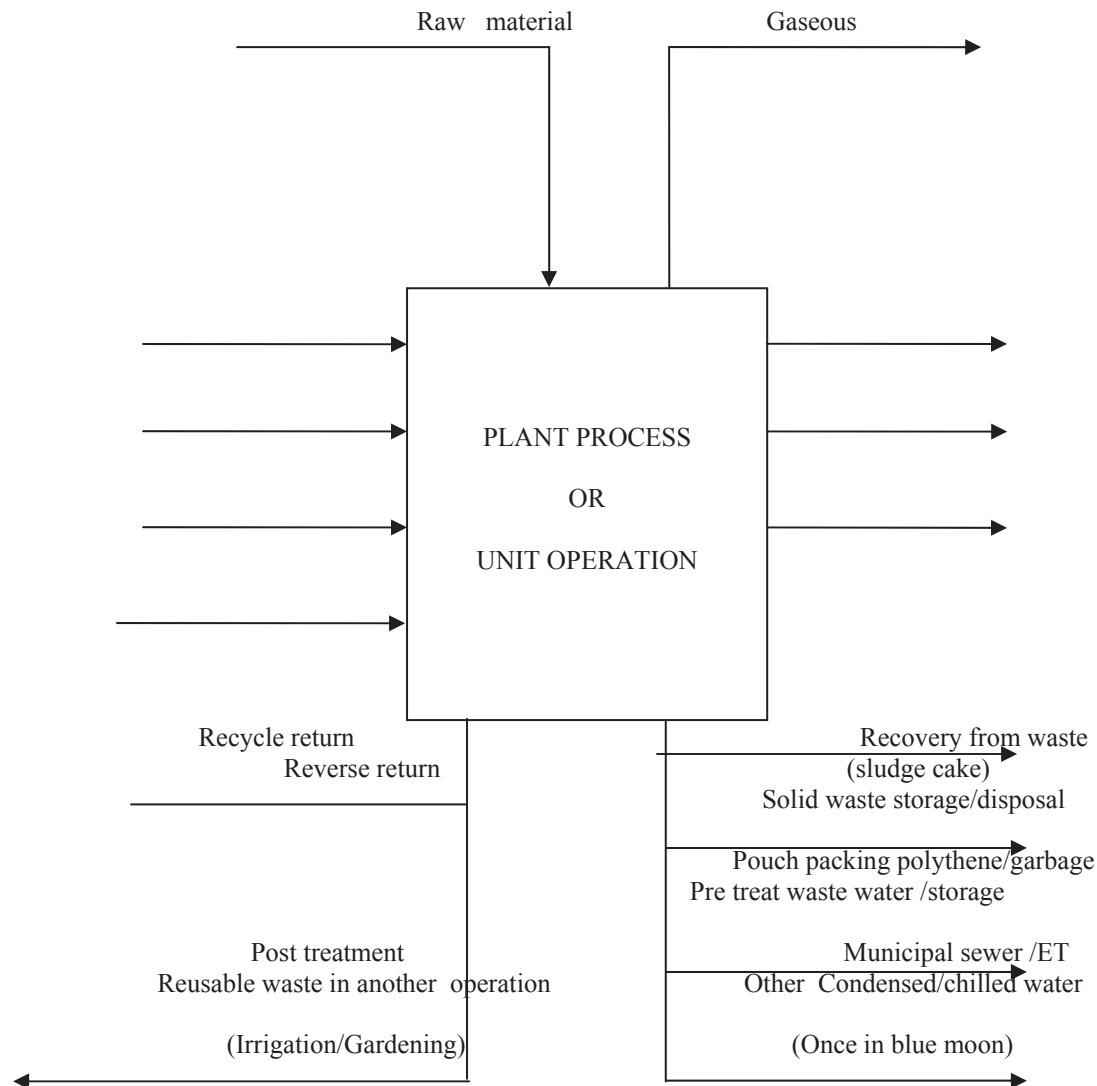 Raw material
Gaseous
PLANT PROCESS
OR
UNIT OPERATION
Recycle return
Reverse return
Recovery from waste
(sludge cake)
Solid waste storage/disposal
Pouch packing polythene/garbage
Pre treat waste water /storage
Post treatment
Reusable waste in another operation
Municipal sewer /ET
Other Condensed/chilled water
(Irrigation/Gardening)
(Once in blue moon)